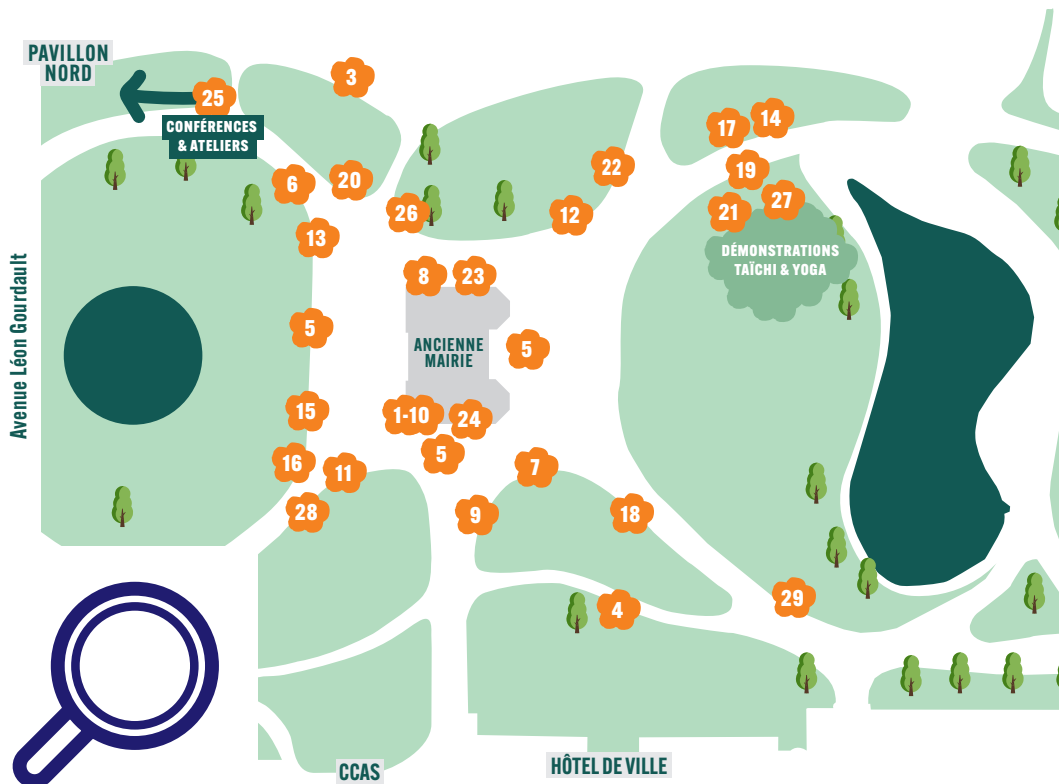 PAVILLON
NORD
3
25
CONFÉRENCES
& ATELIERS
17
14
6
20
22
19
26
12
21
27
13
DÉMONSTRATIONS
TAÏCHI & YOGA
8
23
Avenue Léon Gourdault
5
ANCIENNE
MAIRIE
5
15
1-10
24
5
16
11
7
28
9
18
29
4
CCAS
HÔTEL DE VILLE